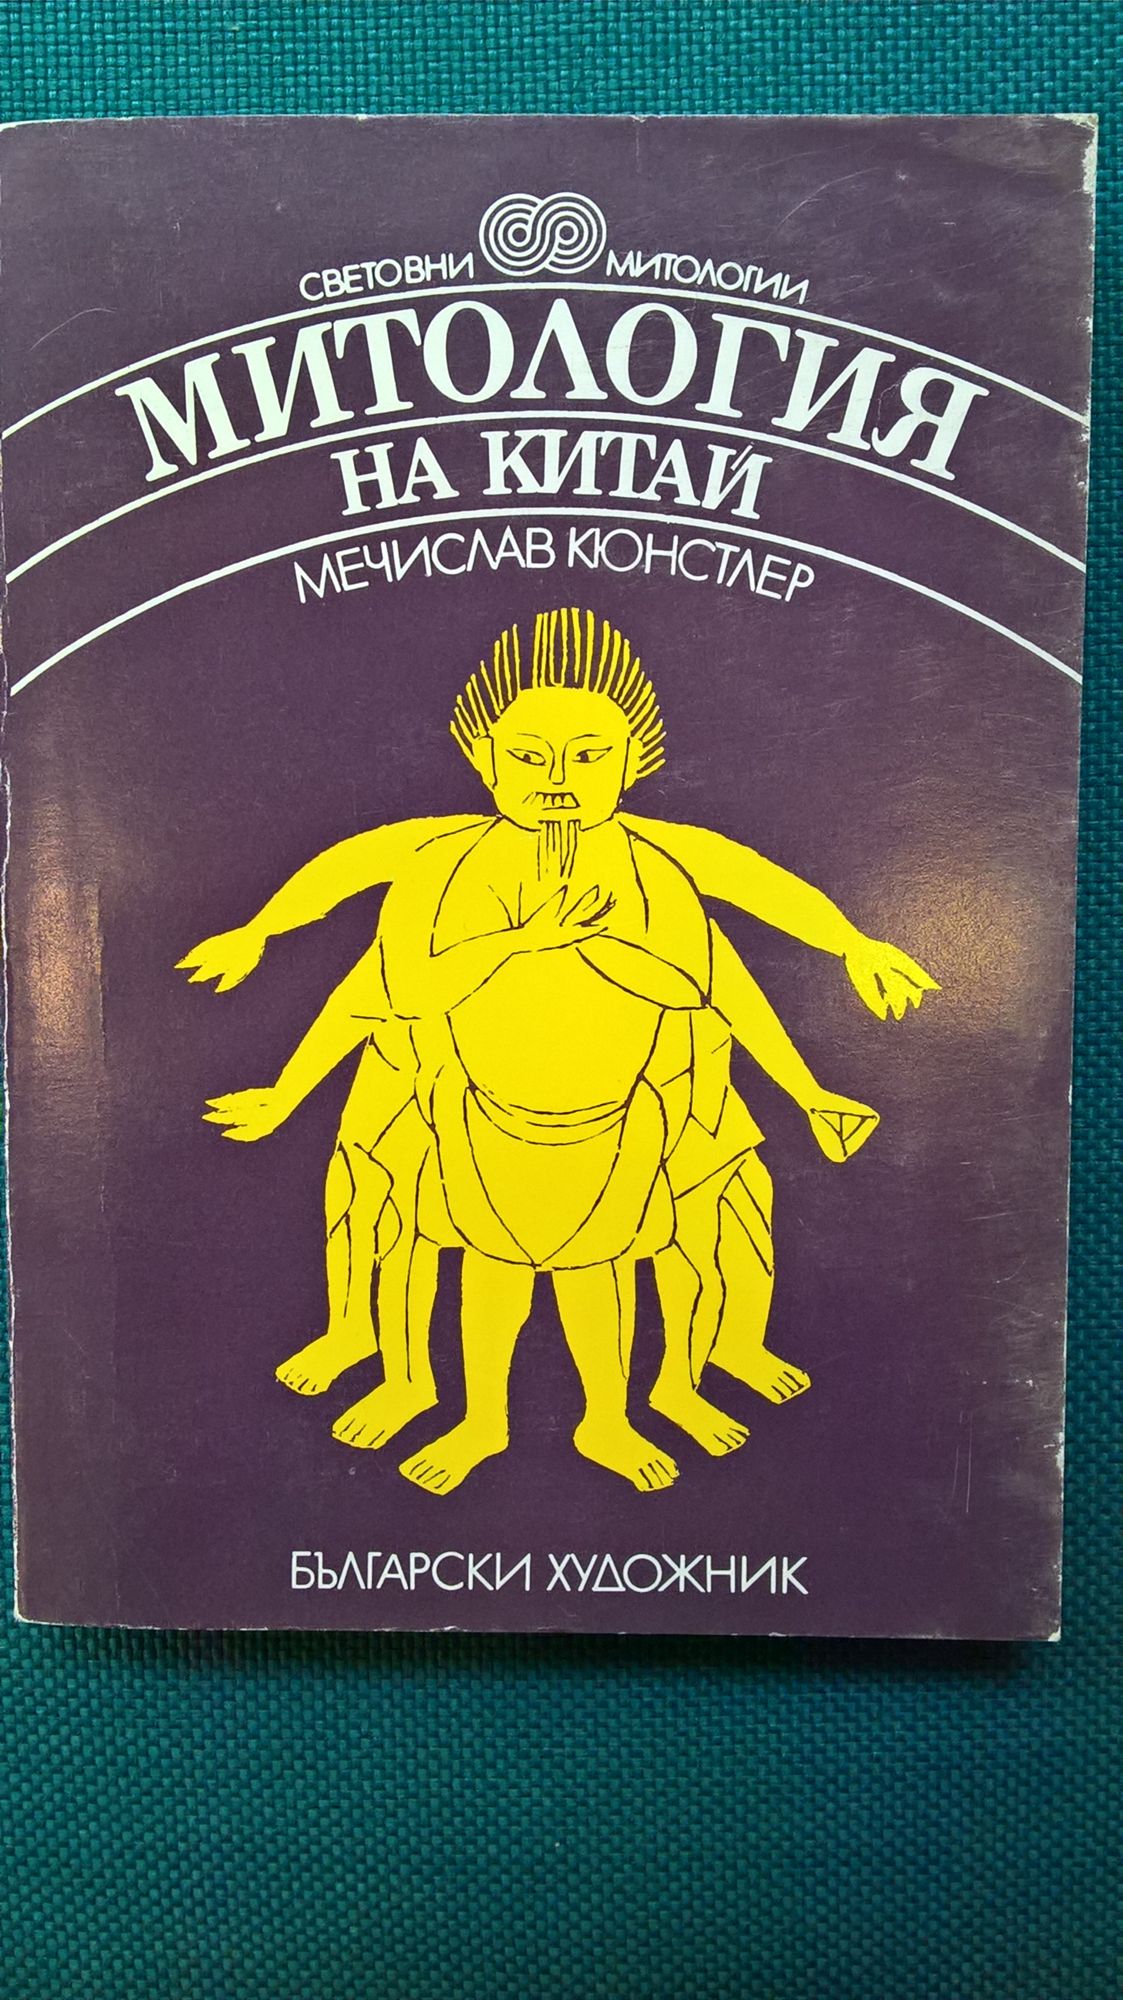 СВЕТОВНИ МИТОЛОГИИ
МИТОЛОГИЯ
НА КИТАЙ
МЕЧИСЛАВ КЮНСТЛЕР
БЪЛГАРСКИ ХУДОЖНИК